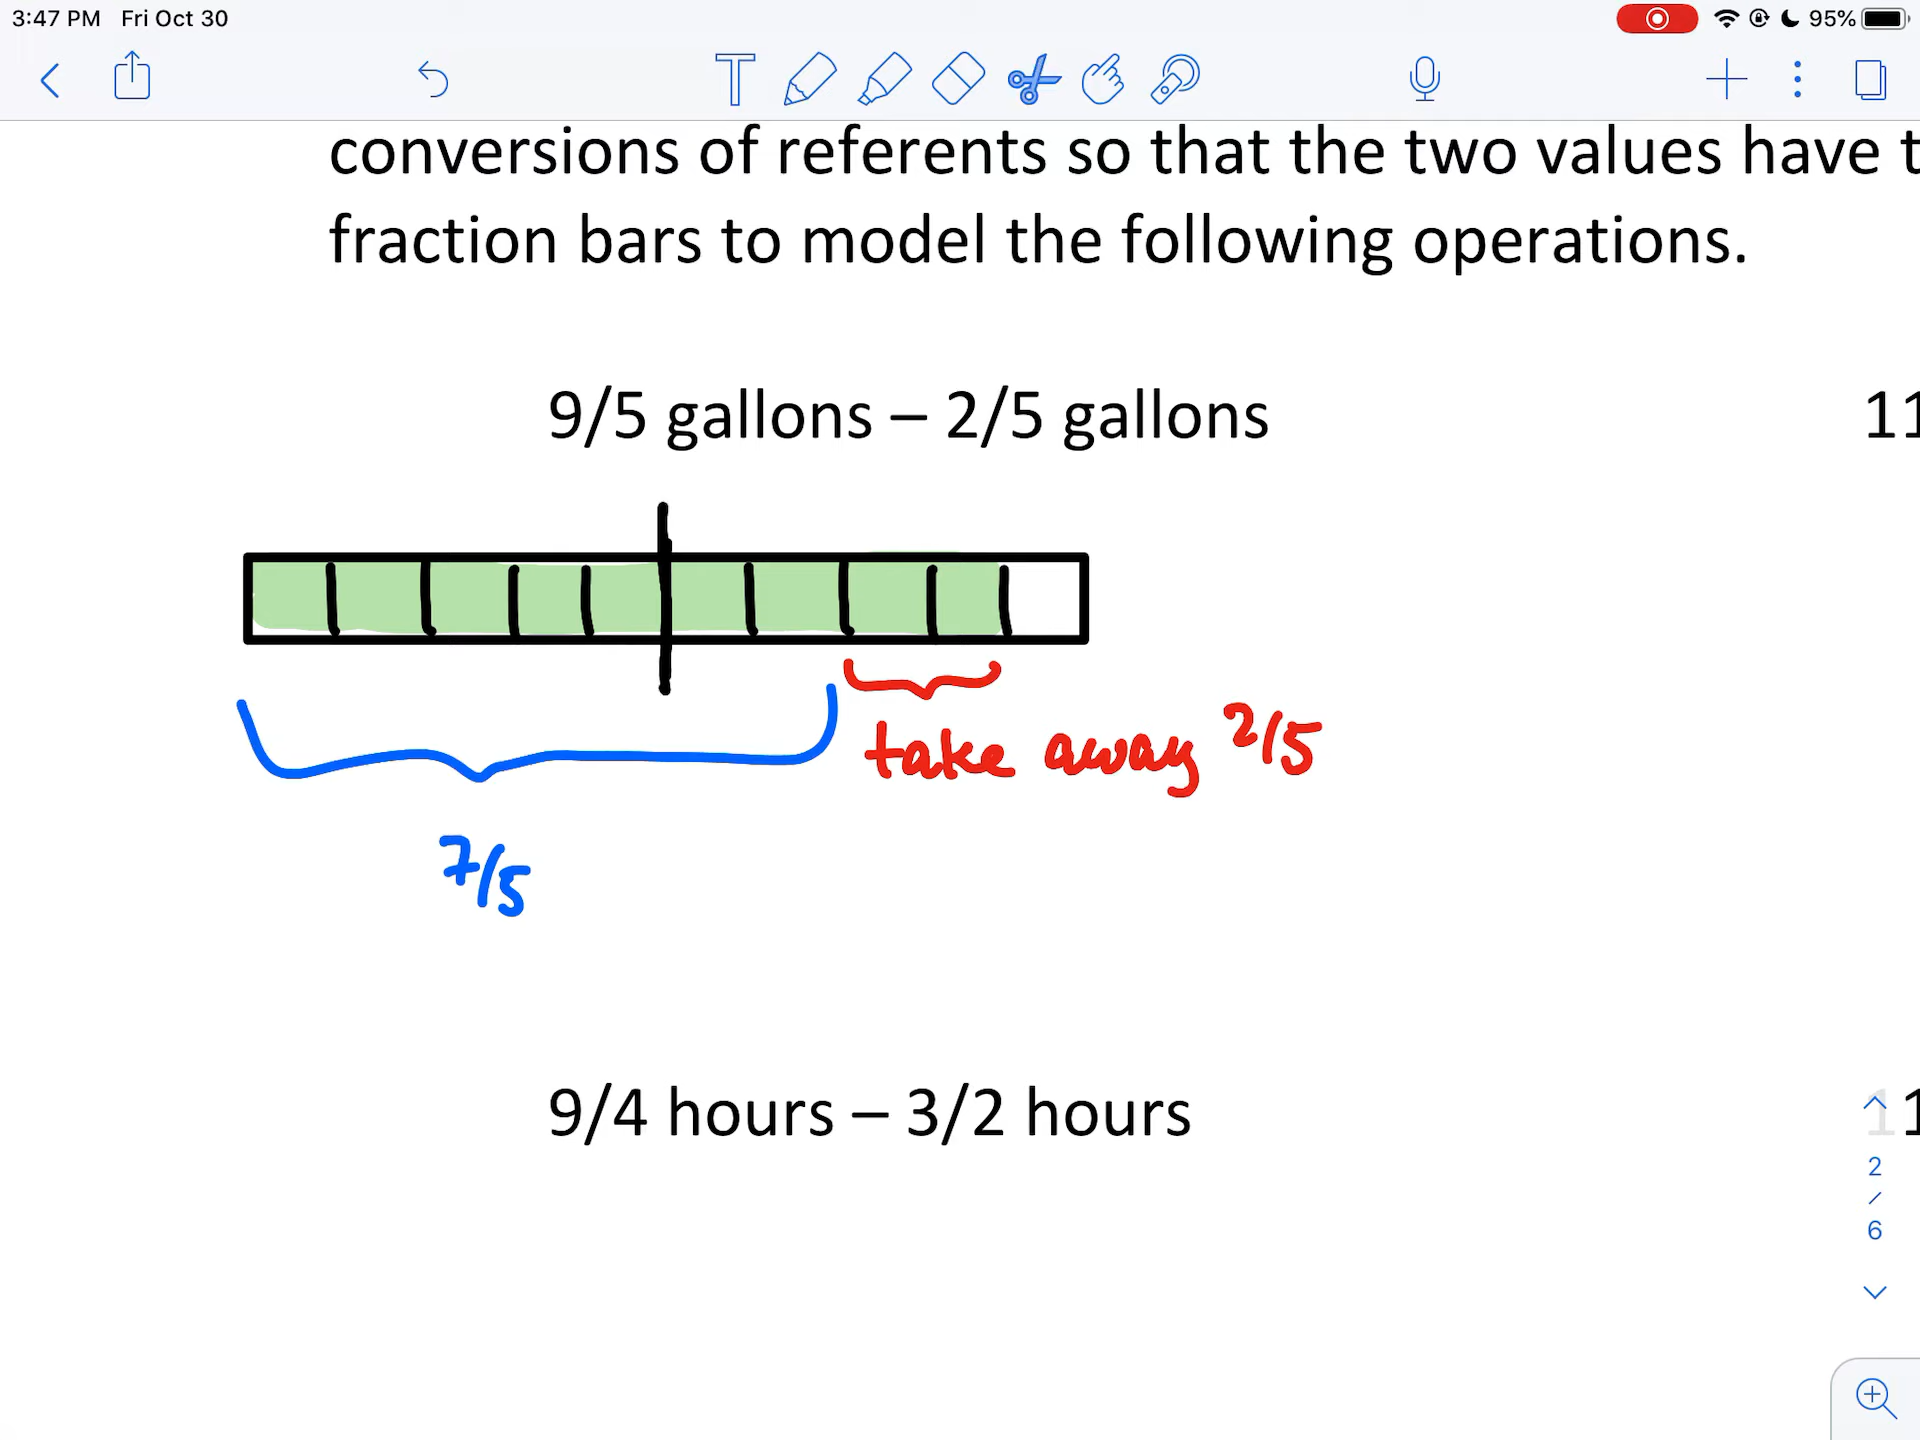 3:47 PM Fri Oct 30
95%
conversions of referents so that the two values have t
fraction bars to model the following operations.
9/5 gallons – 2/5 gallons
11
take away 2/5
7/5
9/4 hours – 3/2 hours
11
2
/
6